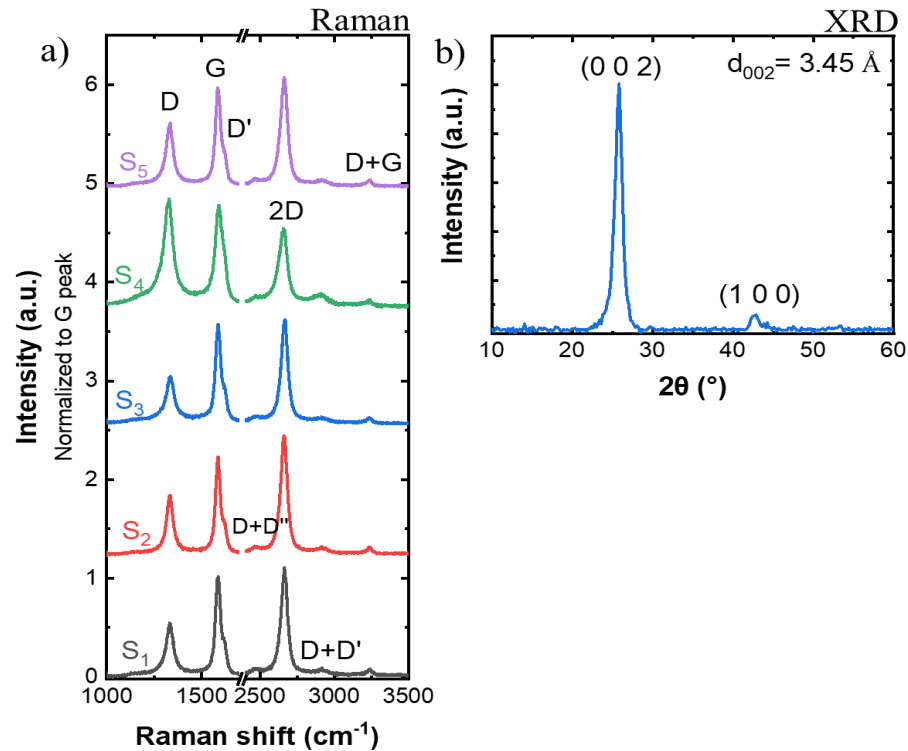 Raman
a)
6
5
4
3
2
1
0
Intensity (a.u.)
Normalized to G peak
D
G
D'
D+G
S5
2D
S4
S3
S2
D+D''
S1
D+D'
1000 1500 2500 3000 3500
Raman shift (cm-1)
XRD
b)
(0 0 2)
d002= 3.45 Å
(1 0 0)
Intensity (a.u.)
10 20 30 40 50 60
2θ (°)